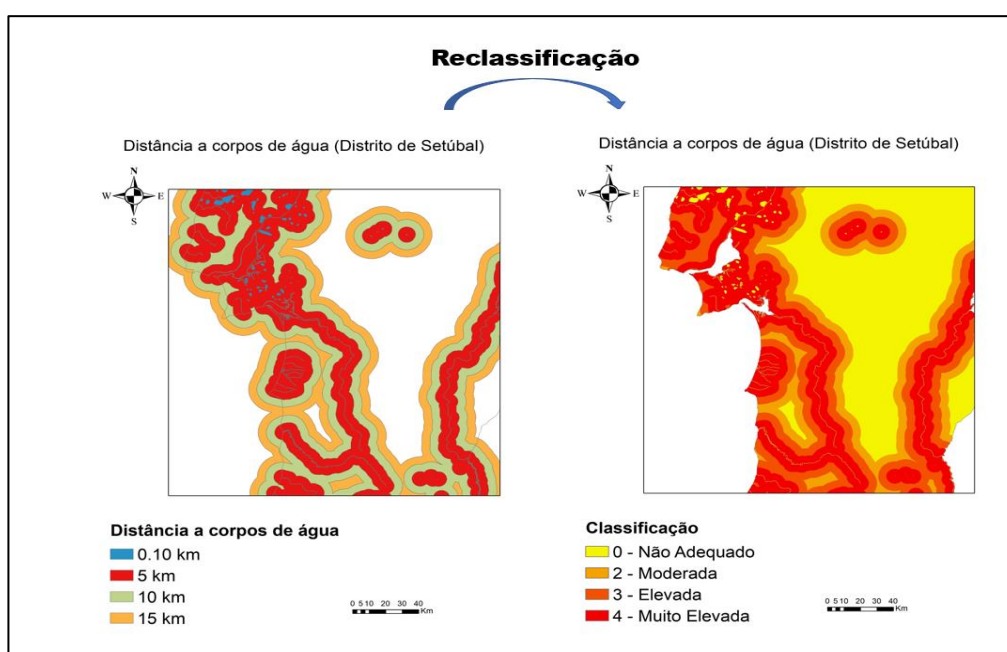 Reclassificação
Distância a corpos de água (Distrito de Setúbal)
N
W E
S
Distância a corpos de água
0.10 km
5 km
10 km
15 km
0 5 10 20 30 40
Km
Distância a corpos de água (Distrito de Setúbal)
N
W E
S
Classificação
0 - Não Adequado
2 - Moderada
3 - Elevada
4 - Muito Elevada
0 5 10 20 30 40
Km